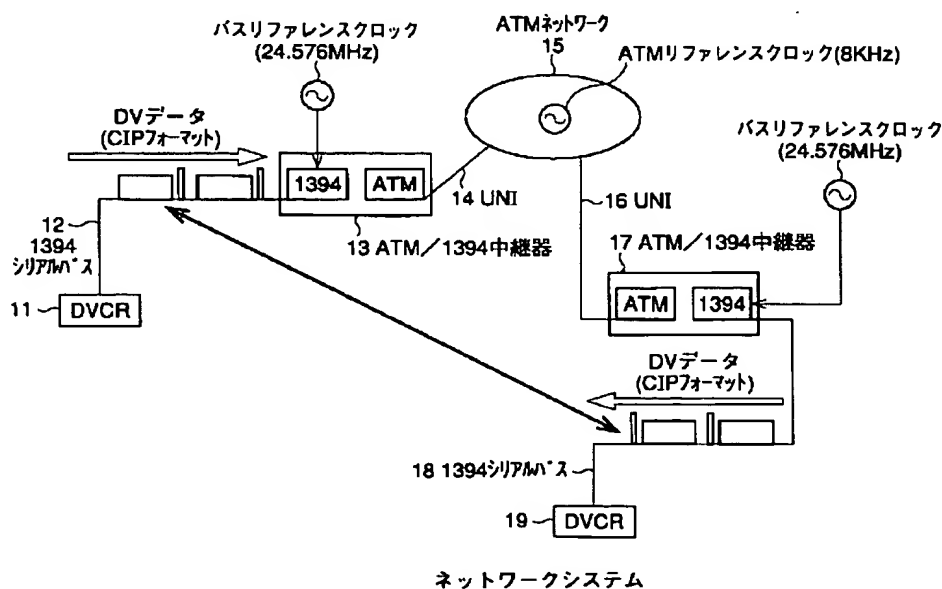 バスリファレンスクロック
(24.576MHz)
ATMネットワーク
15
ATMリファレンスクロック(8KHz)
DVデータ
(CIPフォーマット)
バスリファレンスクロック
(24.576MHz)
1394
ATM
14 UNI
16 UNI
12
1394
シリアルバス
13 ATM/1394中継器
17 ATM/1394中継器
11
DVCR
ATM
1394
DVデータ
(CIPフォーマット)
18 1394シリアルバス
19
DVCR
ネットワークシステム